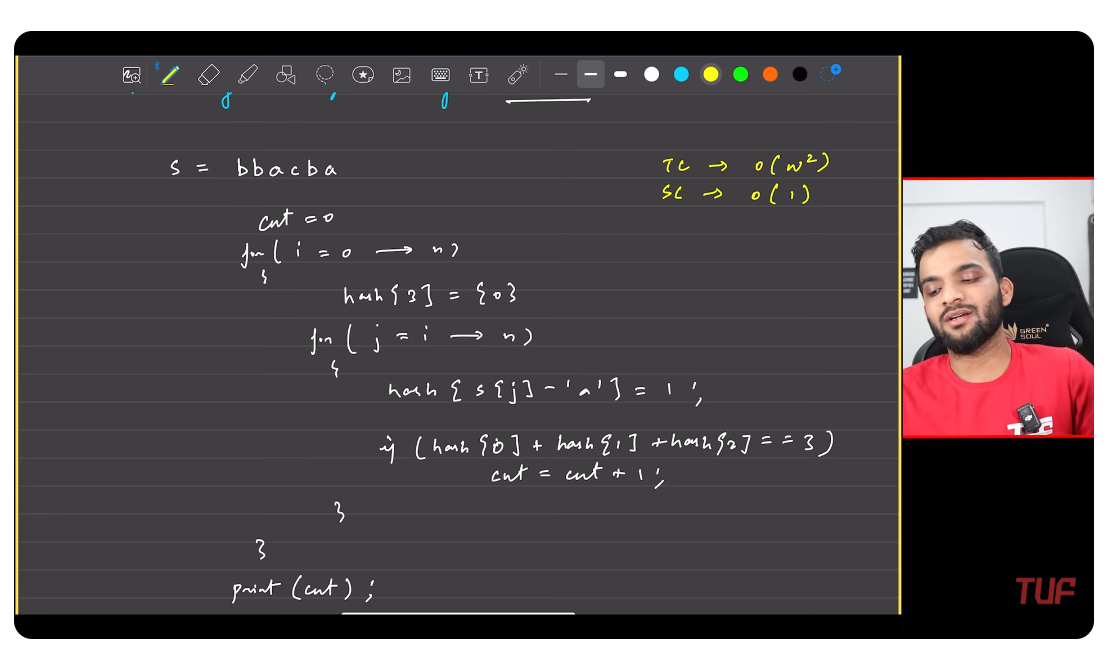 s = bbacba
TC → O(N²)
SC → O(1)
cnt = 0
for( i = 0 → n)
{
hash[3] = {0}
for( j = i → n)
{
hash[s[j] - 'a'] = 1;
if (hash[0] + hash[1] + hash[2] == 3)
cnt = cnt + 1;
}
}
print(cnt);
GREEN
SOUL
TUF
TUF